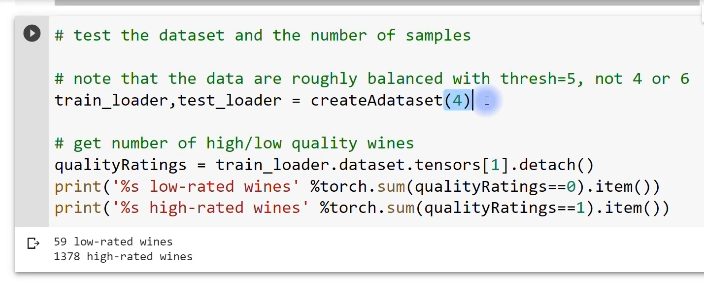 # test the dataset and the number of samples
# note that the data are roughly balanced with thresh=5, not 4 or 6
train_loader,test_loader = createAdataset(4)
# get number of high/low quality wines
qualityRatings = train_loader.dataset.tensors[1].detach()
print('%s low-rated wines' %torch.sum(qualityRatings==0).item())
print('%s high-rated wines' %torch.sum(qualityRatings==1).item())
59 low-rated wines
1378 high-rated wines